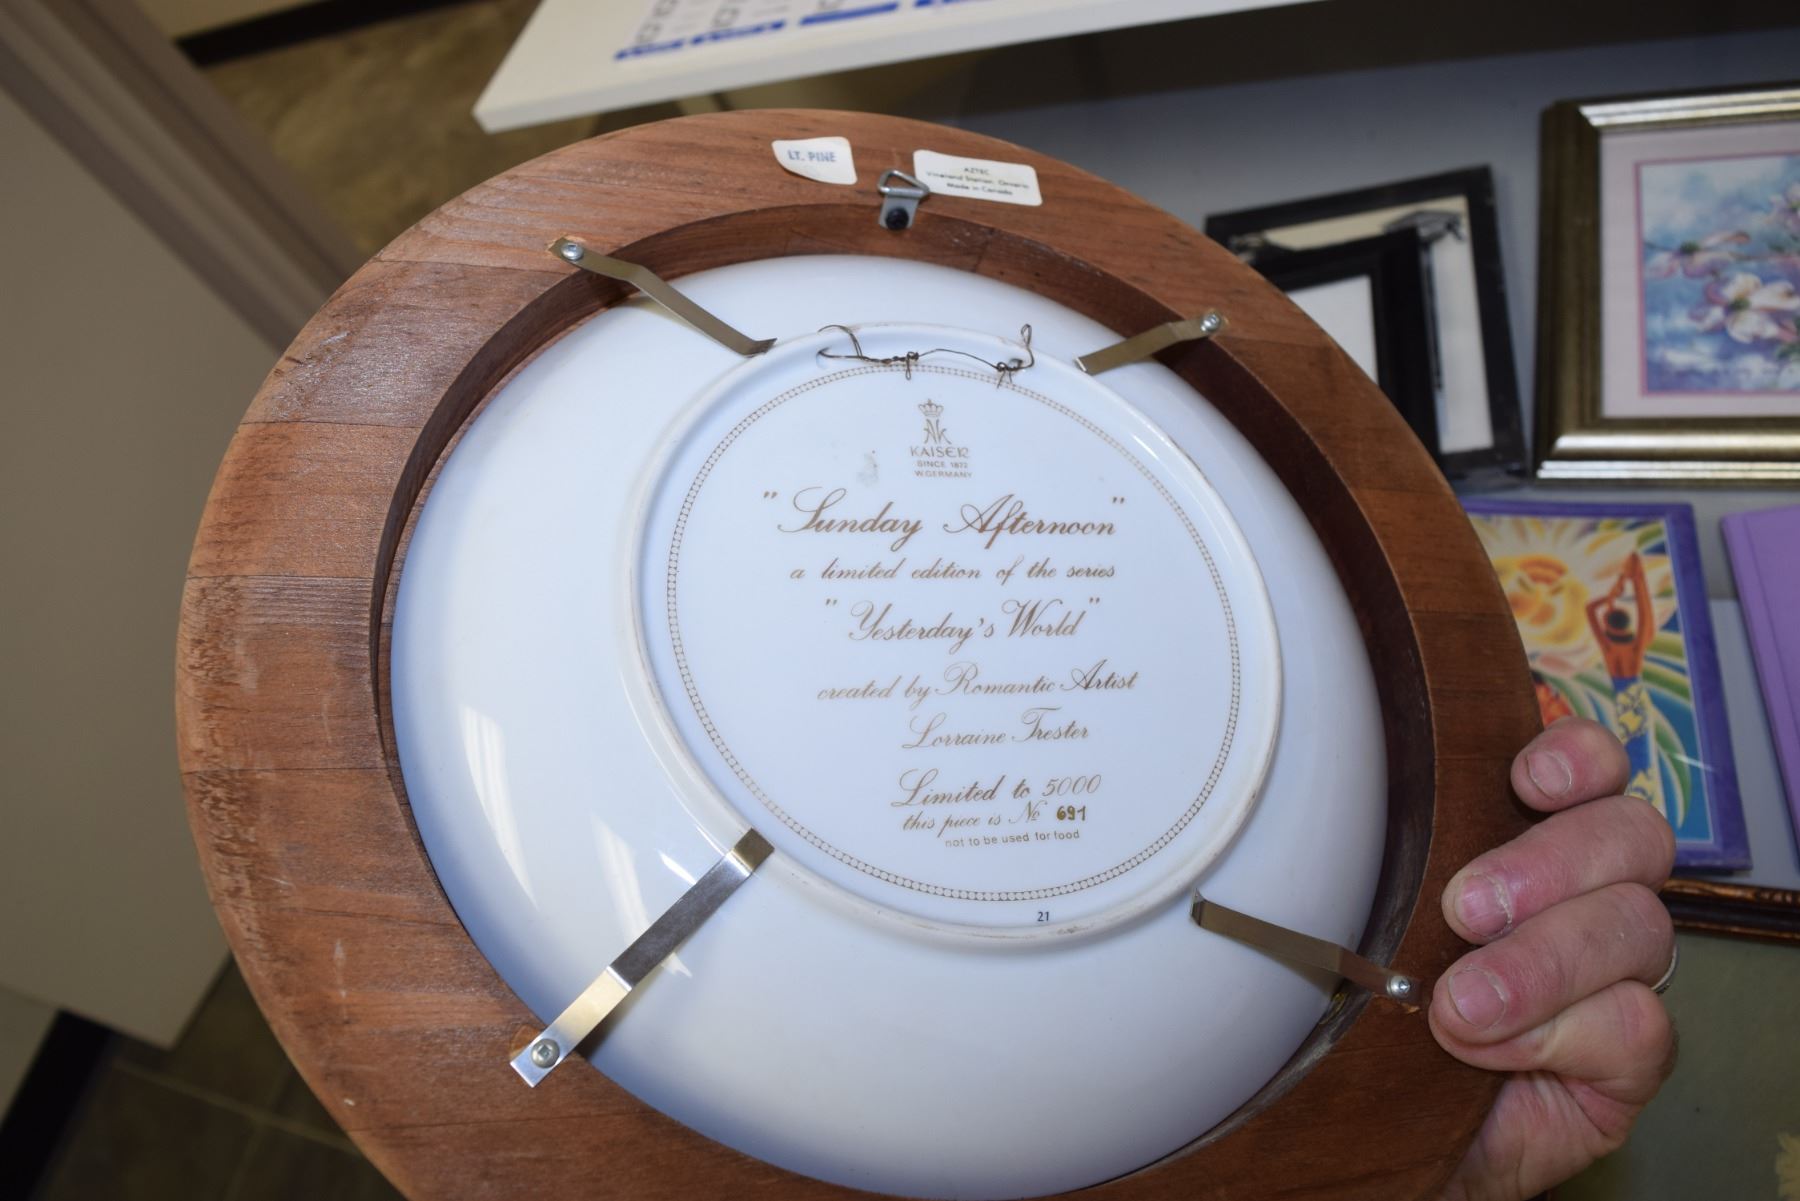 LT. PINE
AZTEC
Vineland Station, Ontario
Made in Canada
KAISER
SINCE 1872
W.GERMANY
"Sunday Afternoon"
a limited edition of the series
"Yesterday's World"
created by Romantic Artist
Lorraine Trester
Limited to 5000
this piece is No 691
not to be used for food
21